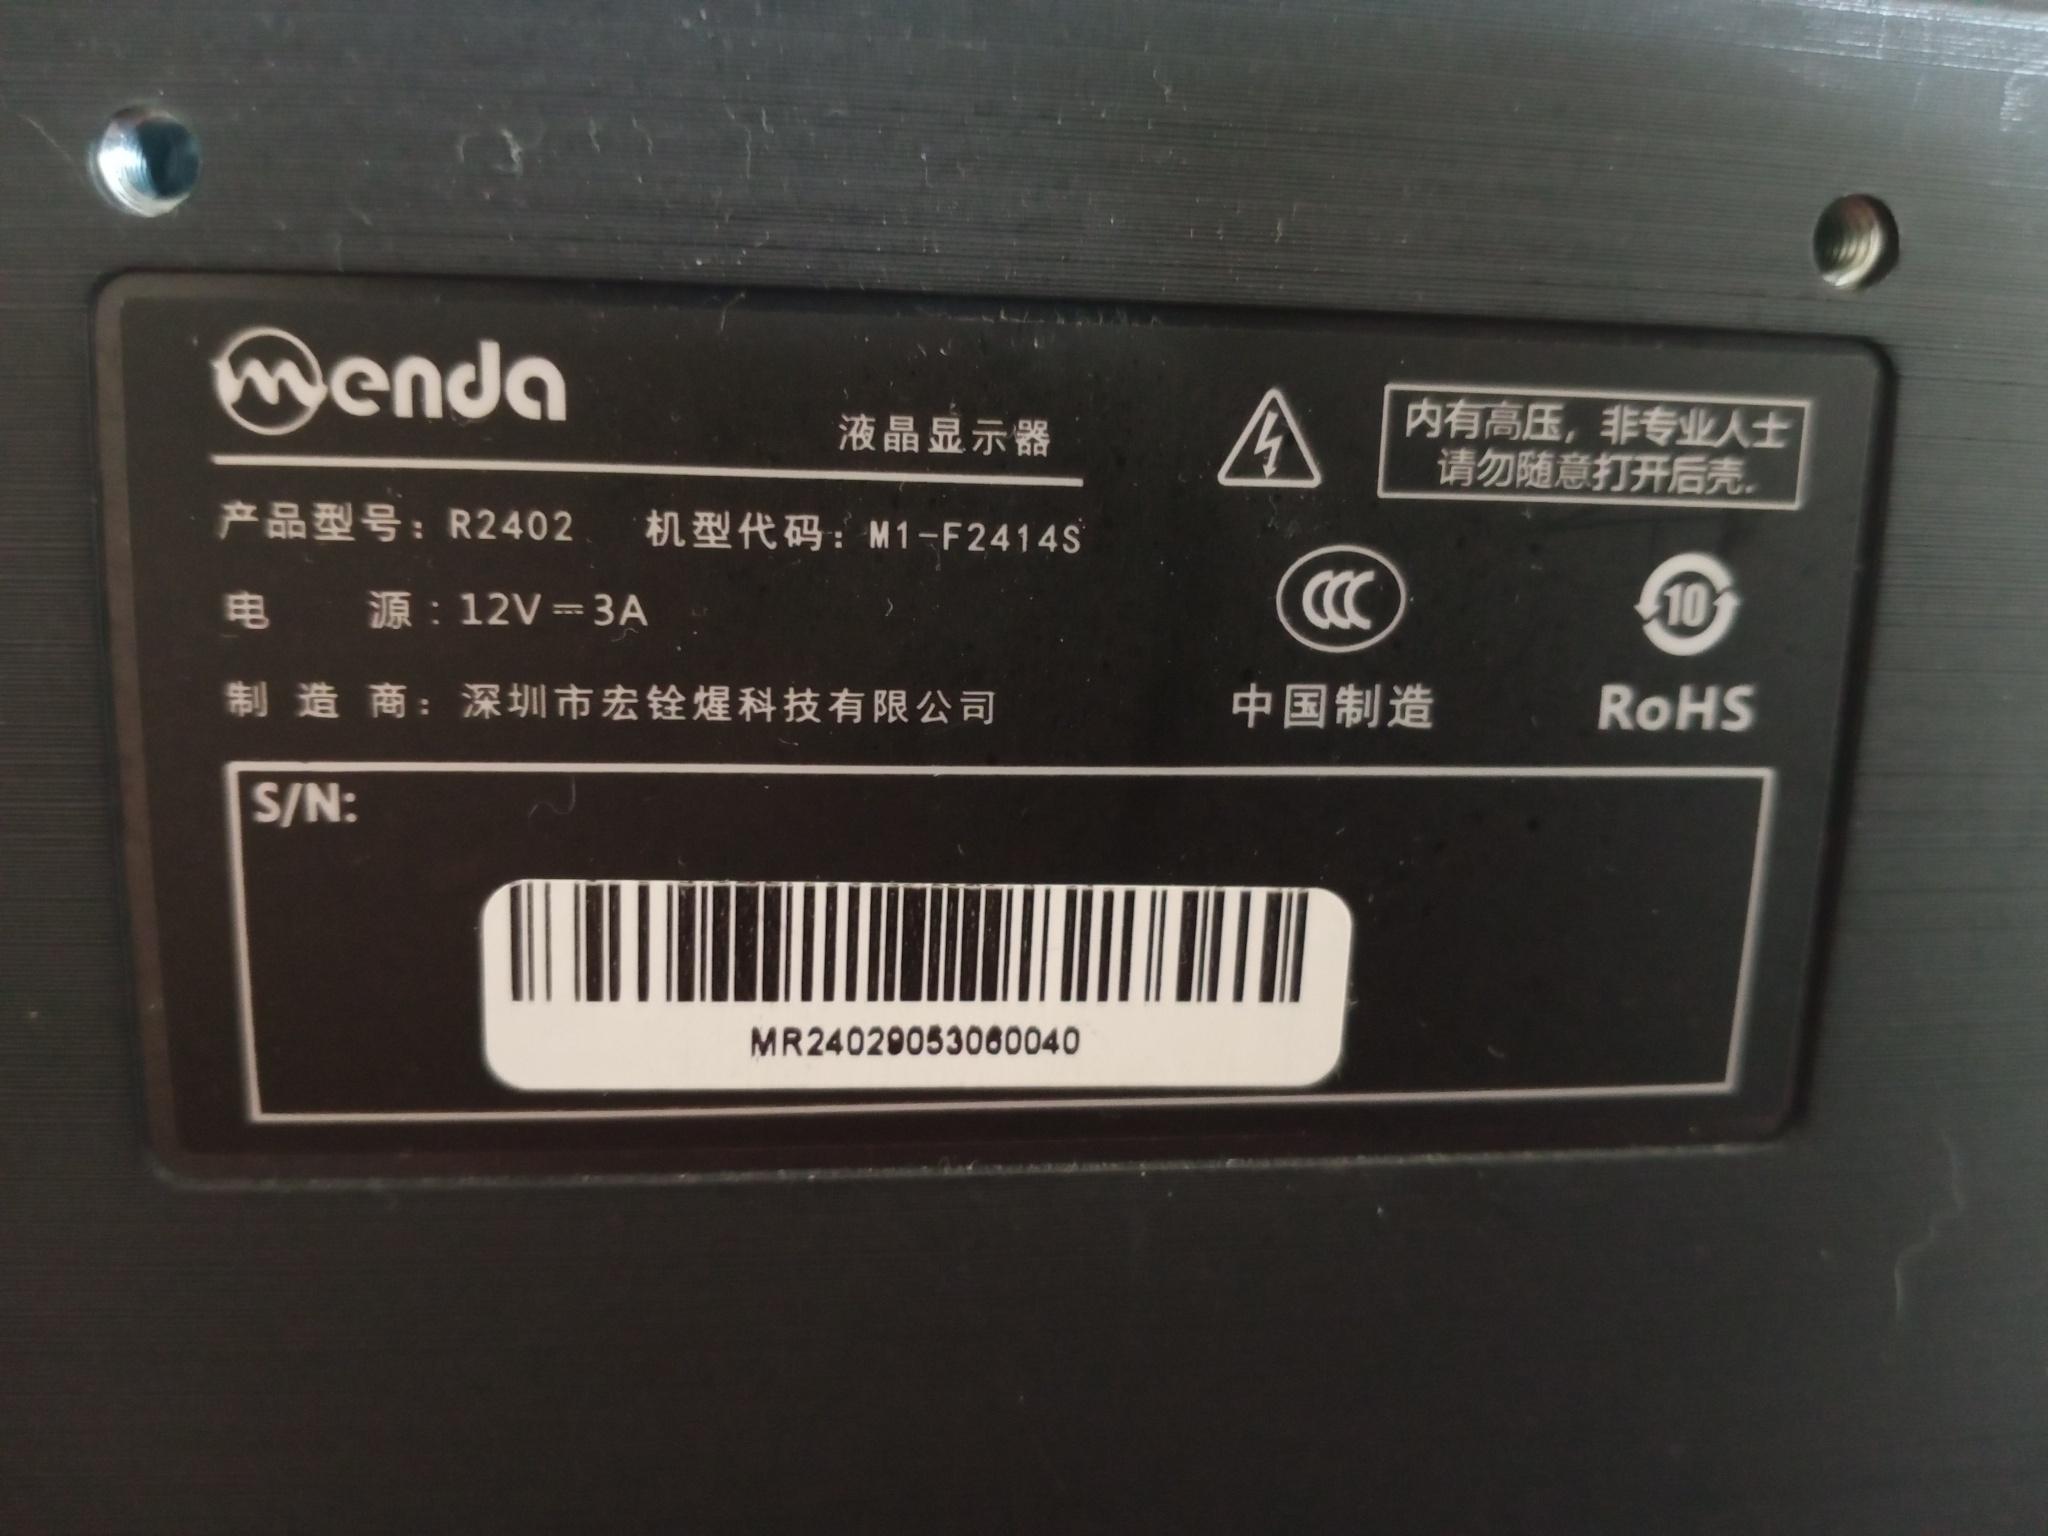 menda
液晶显示器
内有高压，非专业人士
请勿随意打开后壳.
产品型号：R2402 机型代码：M1-F2414S
电 源：12V⎓3A
制造商：深圳市宏铨煋科技有限公司
CCC
中国制造
10
RoHS
S/N:
MR24029053060040